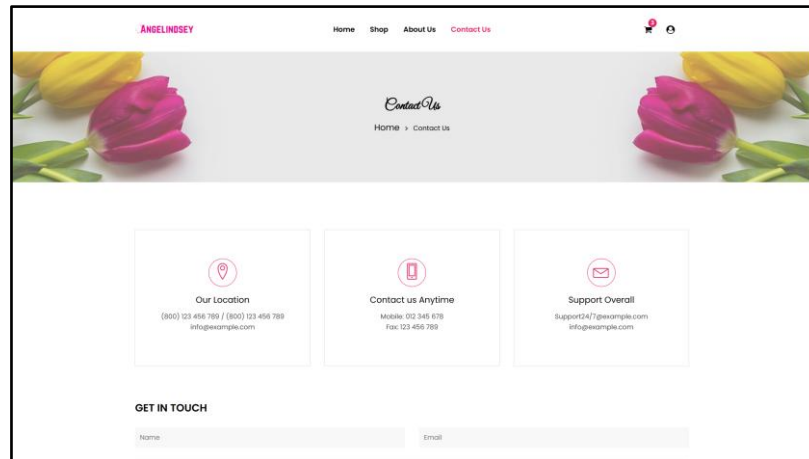 ANGELINDSEY
Home Shop About Us Contact Us
3
Contact Us
Home > Contact Us
Our Location
(800) 123 456 789 / (800) 123 456 789
info@example.com
Contact us Anytime
Mobile: 012 345 678
Fax: 123 456 789
Support Overall
Support24/7@example.com
info@example.com
GET IN TOUCH
Name
Email